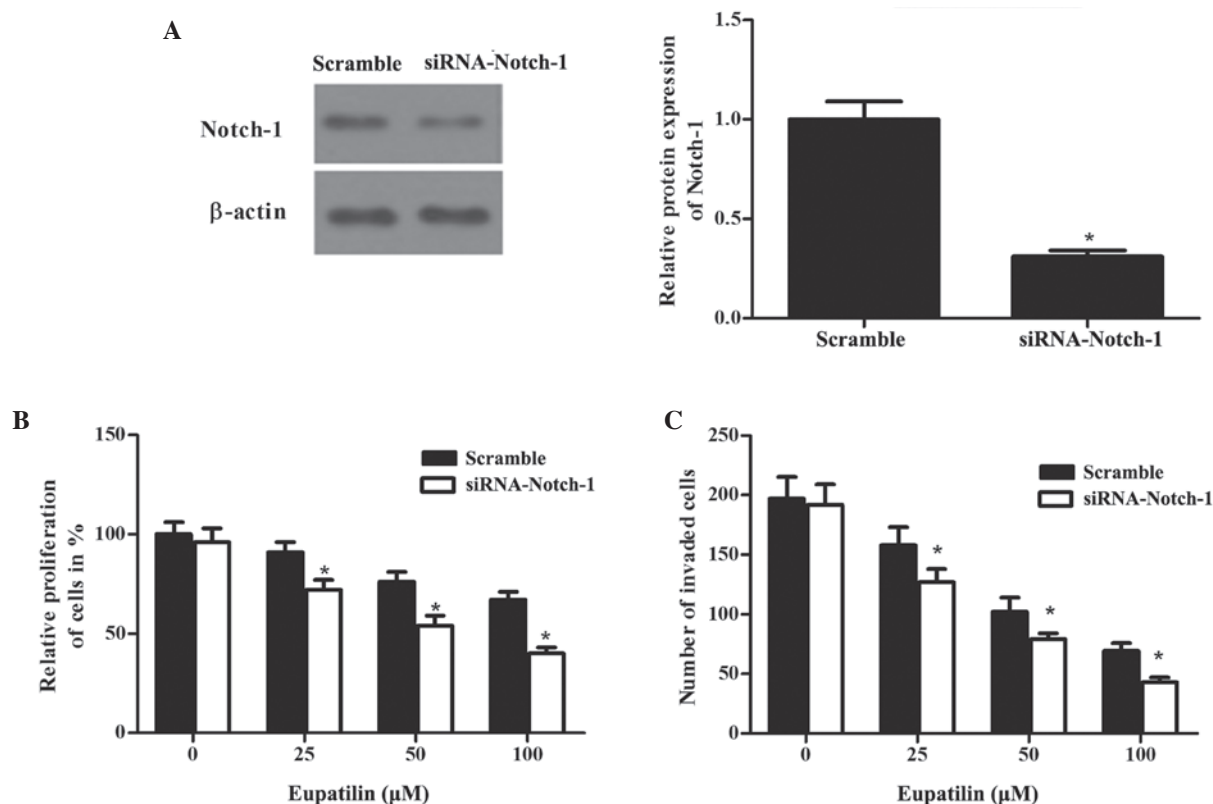 A
Scramble siRNA-Notch-1
Notch-1
β-actin
Relative protein expression
of Notch-1
1.5
1.0
0.5
0.0
*
Scramble siRNA-Notch-1
B
Relative proliferation
of cells in %
150
100
50
0
Scramble
siRNA-Notch-1
*
*
*
0 25 50 100
Eupatilin (μM)
C
Number of invaded cells
250
200
150
100
50
0
Scramble
siRNA-Notch-1
*
*
*
0 25 50 100
Eupatilin (μM)